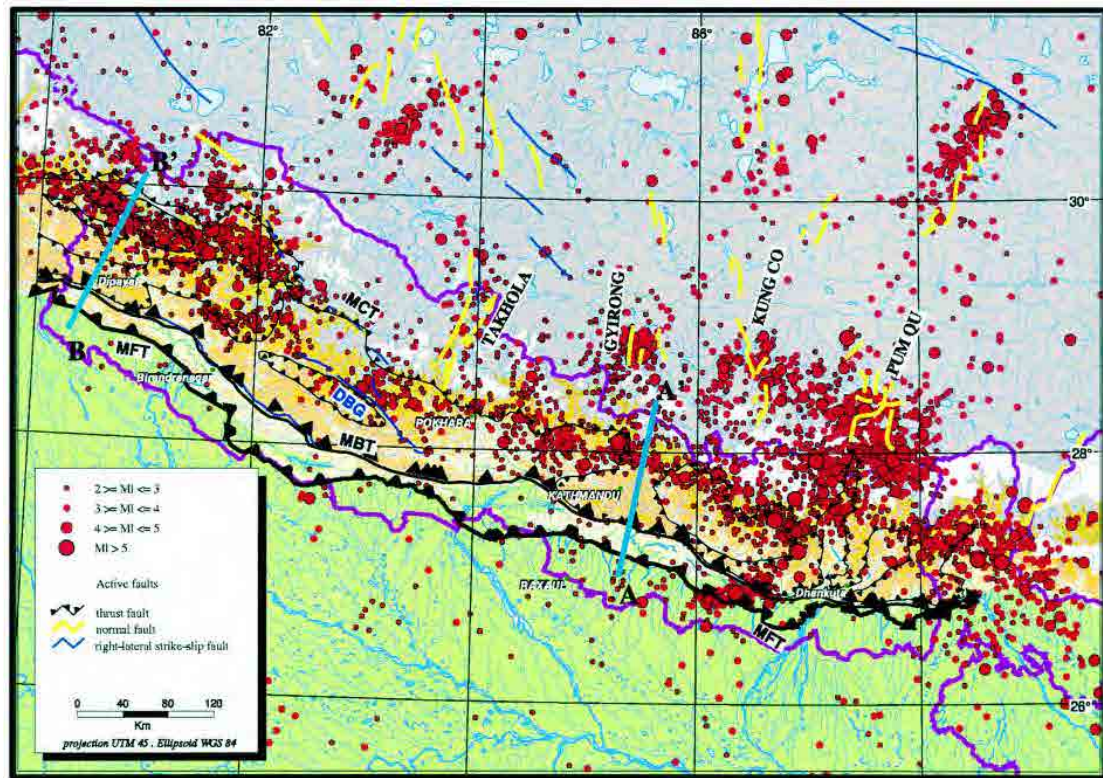 82°
86°
B'
30°
TAKHOLA
GYIRONG
KUNG CO
PUM QU
MCT
Dipayal
B
MFT
Birendranagar
DBG
POKHARA
A'
MBT
28°
KATHMANDU
RAXAUL
A
Dhankuta
MFT
26°
2 >= Ml <= 3
3 >= Ml <= 4
4 >= Ml <= 5
Ml > 5
Active faults
thrust fault
normal fault
right-lateral strike-slip fault
0 40 80 120
Km
projection UTM 45 . Ellipsoid WGS 84